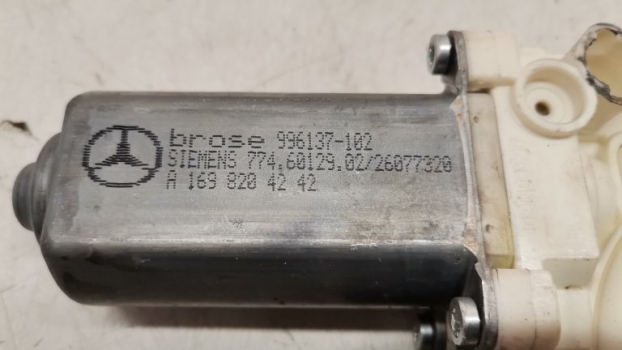 brose 996137-102
SIEMENS 774.60129.02/26077320
A 169 820 42 42